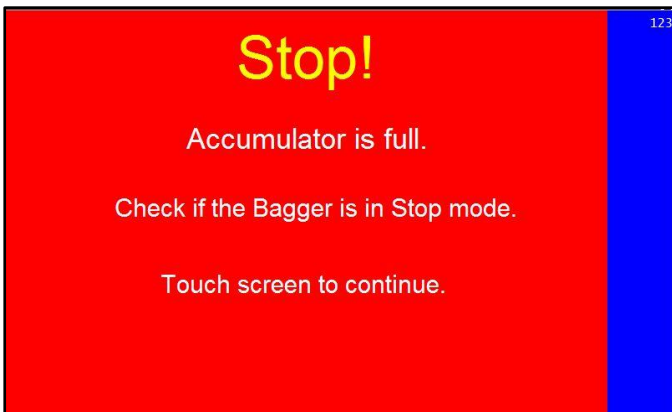 Stop!
123
Accumulator is full.
Check if the Bagger is in Stop mode.
Touch screen to continue.